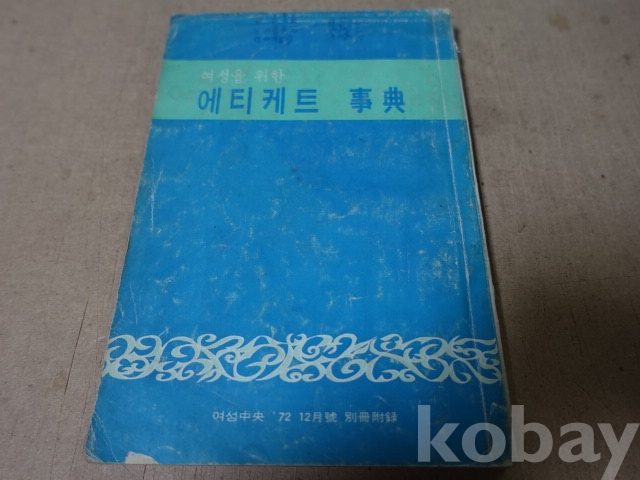 여성을 위한
에티케트 事典
여성中央 '72 12月號 別冊附録
kobay